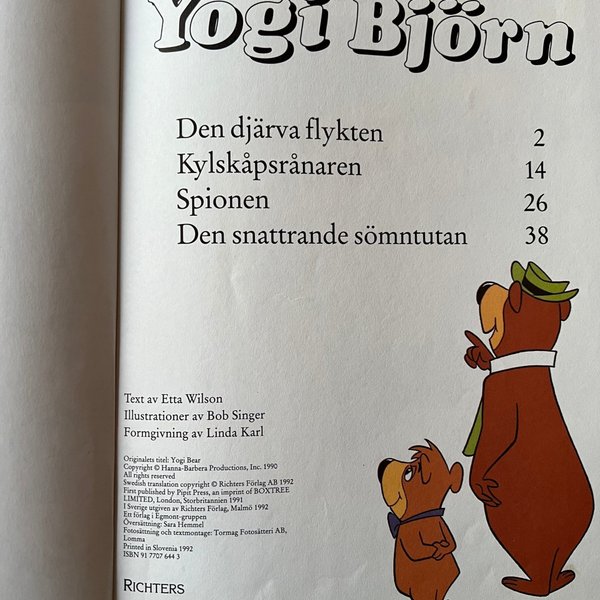 Yogi Björn
Den djärva flykten 2
Kylskåpsrånaren 14
Spionen 26
Den snattrande sömntutan 38
Text av Etta Wilson
Illustrationer av Bob Singer
Formgivning av Linda Karl
Originalets titel: Yogi Bear
Copyright © Hanna-Barbera Productions, Inc. 1990
All rights reserved
Swedish translation copyright © Richters Förlag AB 1992
First published by Pipit Press, an imprint of BOXTREE
LIMITED, London, Storbritannien 1991
I Sverige utgiven av Richters Förlag, Malmö 1992
Ett förlag i Egmont-gruppen
Översättning: Sara Hemmel
Fotosättning och textmontage: Tormag Fotosätteri AB,
Lomma
Printed in Slovenia 1992
ISBN 91 7707 644 3
RICHTERS